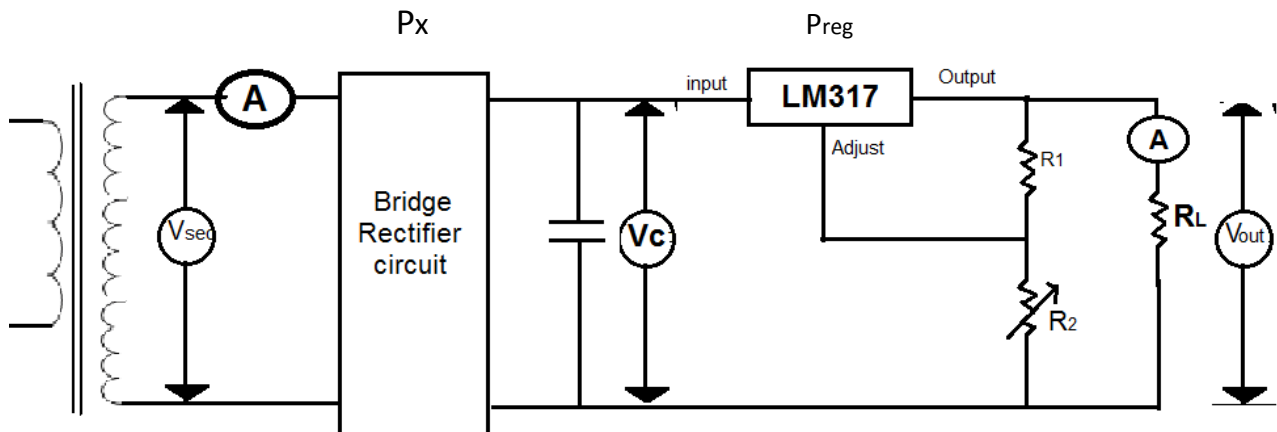 Px
Preg
A
Vsec
Bridge
Rectifier
circuit
Vc
input
LM317
Output
Adjust
R1
R2
A
RL
Vout